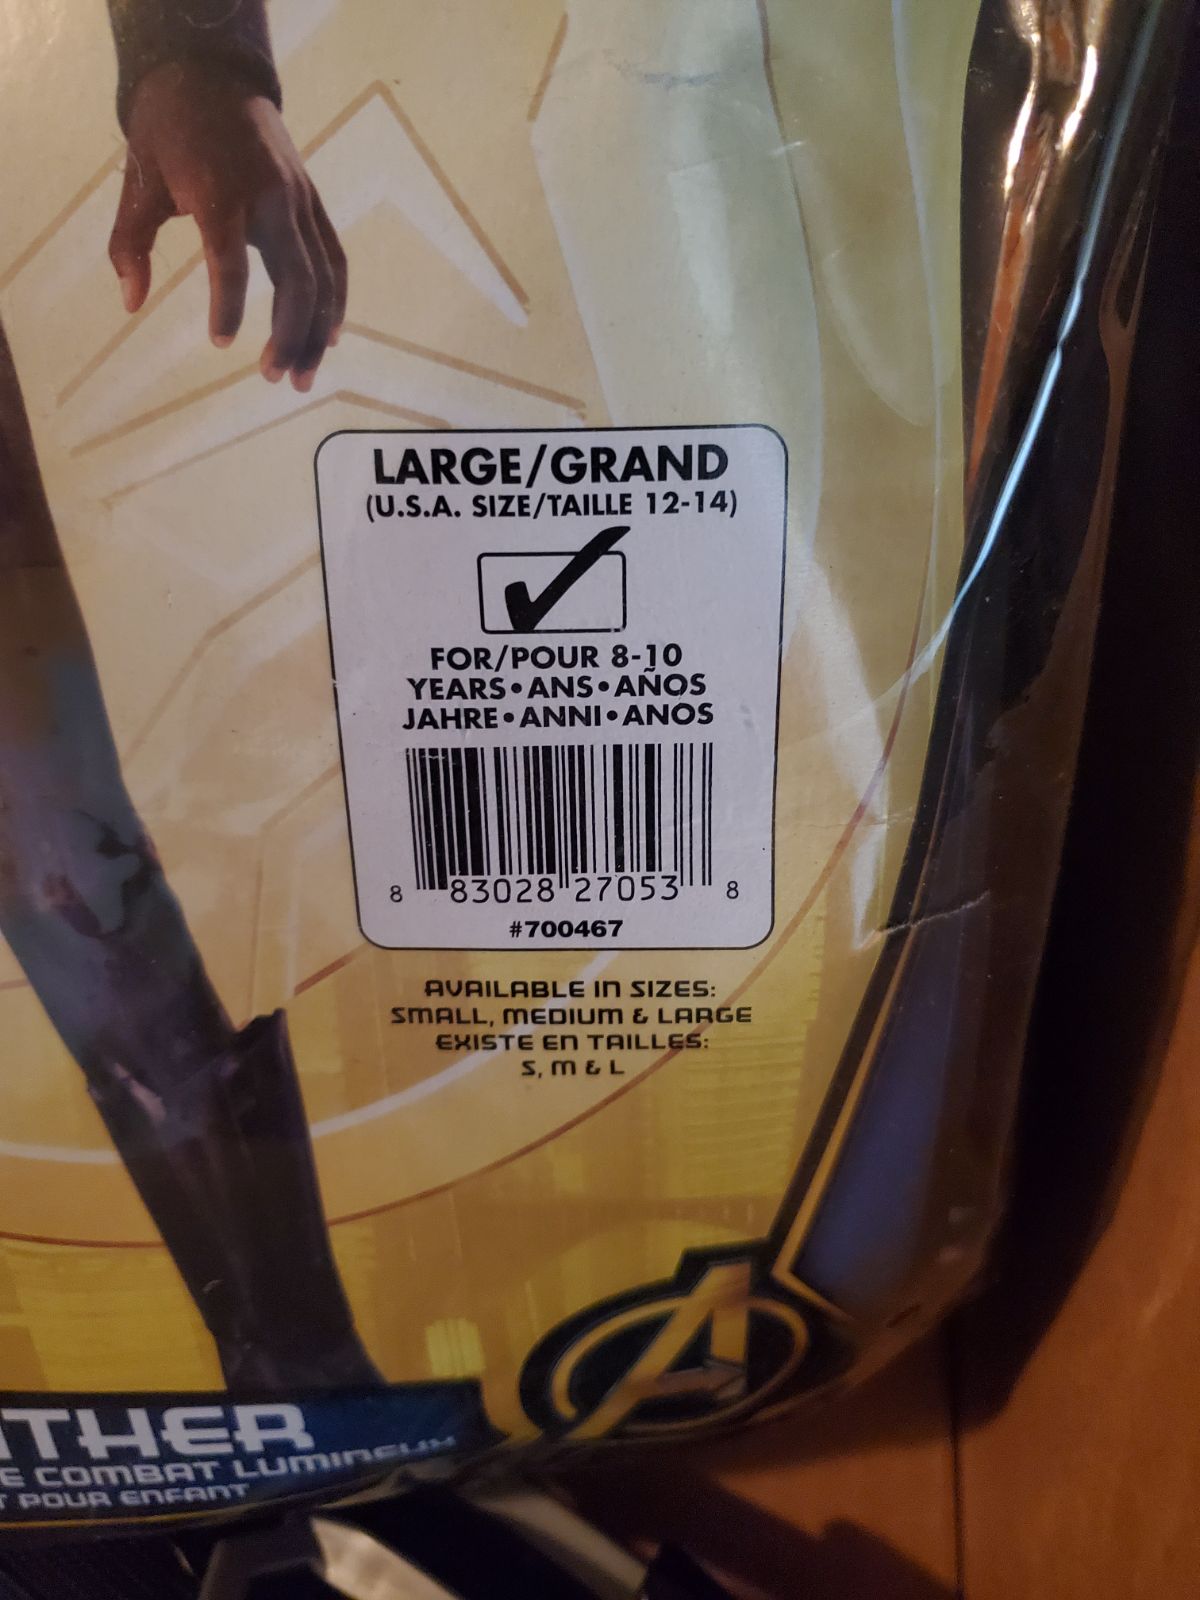 LARGE/GRAND
(U.S.A. SIZE/TAILLE 12-14)
FOR/POUR 8-10
YEARS•ANS•AÑOS
JAHRE•ANNI•ANOS
8 83028 27053 8
#700467
AVAILABLE IN SIZES:
SMALL, MEDIUM & LARGE
EXISTE EN TAILLES:
S, M & L
THER
E COMBAT LUMINEUX
T POUR ENFANT